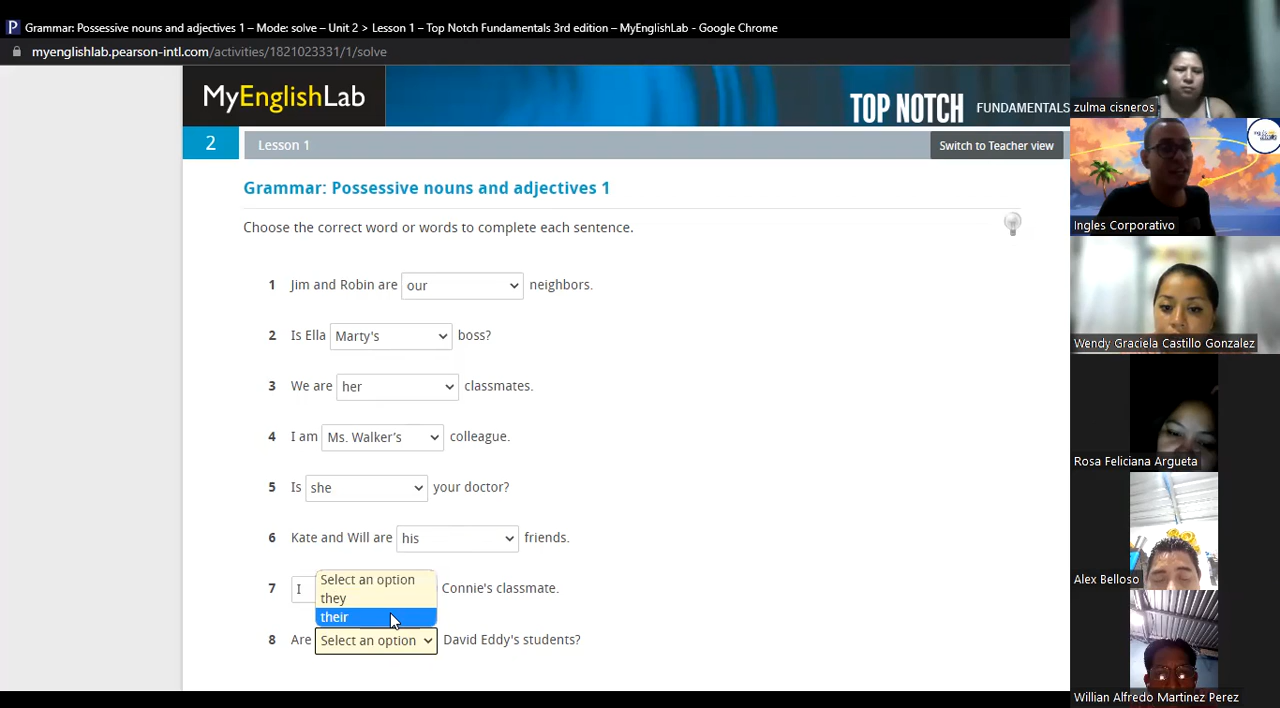 Grammar: Possessive nouns and adjectives 1 – Mode: solve – Unit 2 > Lesson 1 – Top Notch Fundamentals 3rd edition – MyEnglishLab - Google Chrome
myenglishlab.pearson-intl.com/activities/1821023331/1/solve
MyEnglishLab
TOP NOTCH FUNDAMENTALS
2 Lesson 1 Switch to Teacher view
Grammar: Possessive nouns and adjectives 1
Choose the correct word or words to complete each sentence.
1 Jim and Robin are our neighbors.
2 Is Ella Marty's boss?
3 We are her classmates.
4 I am Ms. Walker’s colleague.
5 Is she your doctor?
6 Kate and Will are his friends.
Select an option
7 I Connie's classmate.
they
their
8 Are Select an option David Eddy's students?
zulma cisneros
Ingles Corporativo
Wendy Graciela Castillo Gonzalez
Rosa Feliciana Argueta
Alex Belloso
Willian Alfredo Martinez Perez